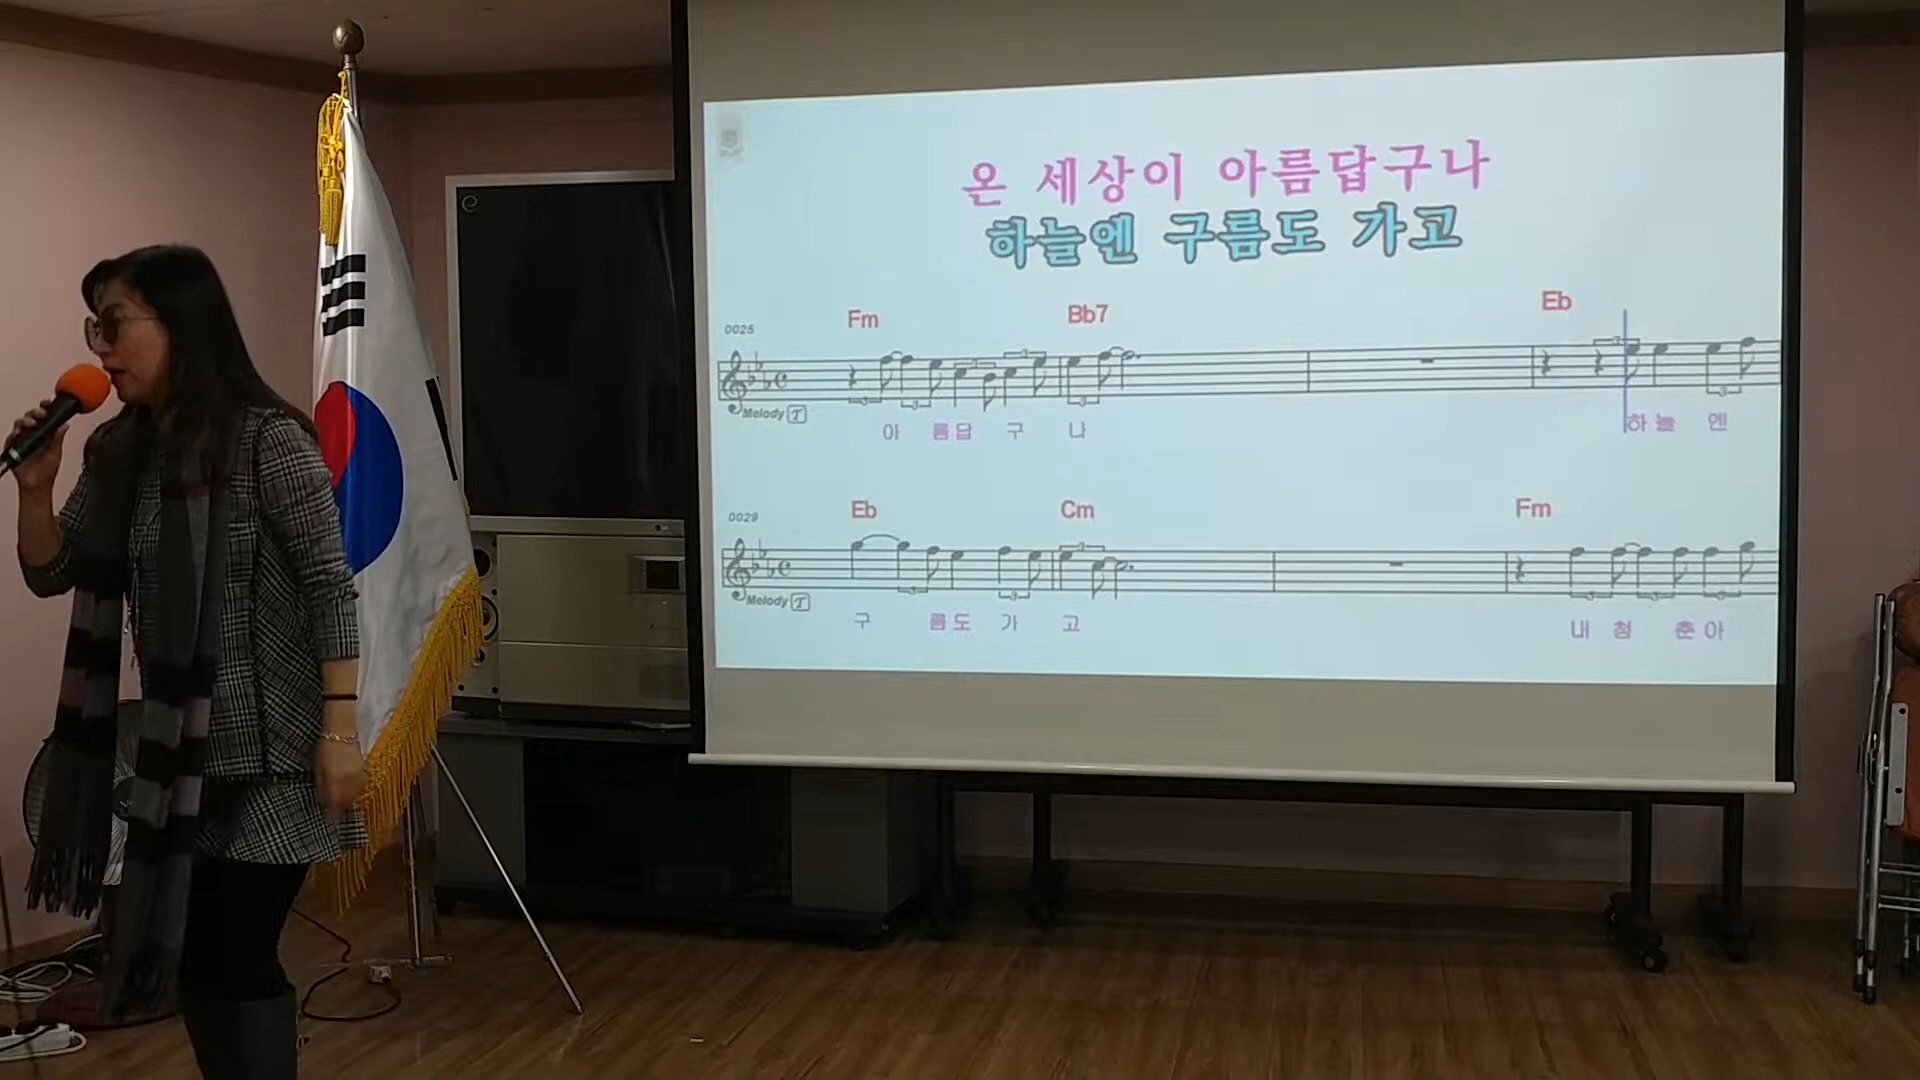 온 세상이 아름답구나
하늘엔 구름도 가고
Fm Bb7 Eb
0025
Melody T
아 름답 구 나 하늘 엔
Eb Cm Fm
0029
Melody T
구 름도 가 고 내 청 춘아